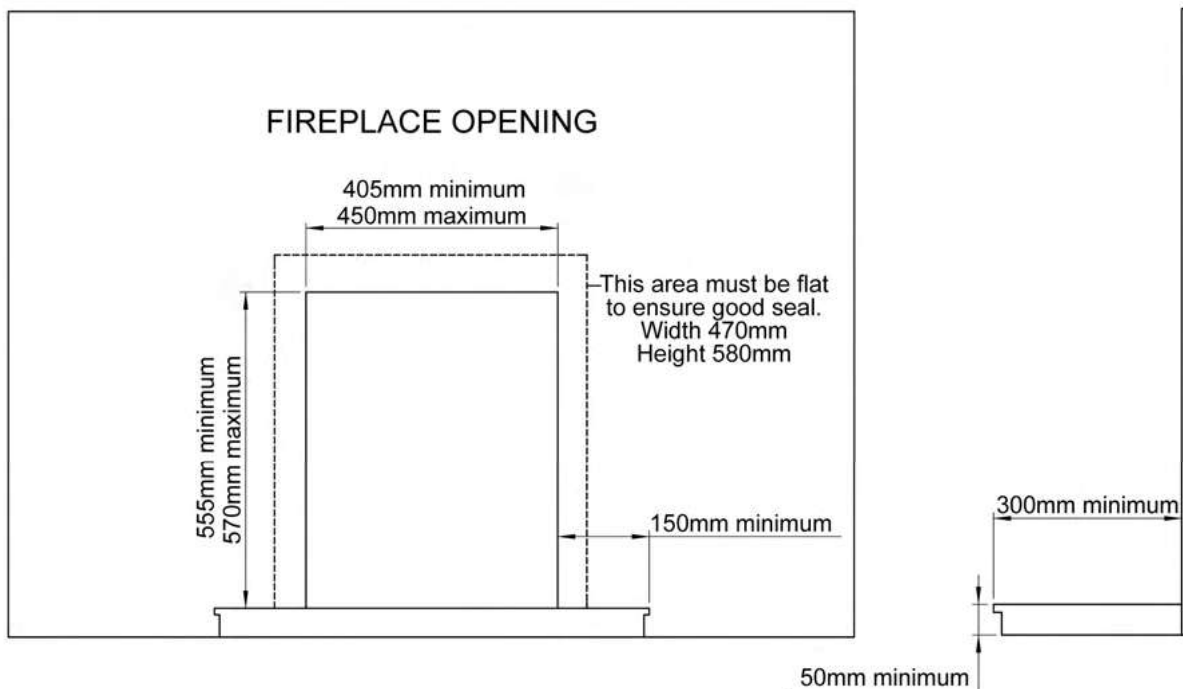 FIREPLACE OPENING
405mm minimum
450mm maximum
This area must be flat
to ensure good seal.
Width 470mm
Height 580mm
555mm minimum
570mm maximum
150mm minimum
300mm minimum
50mm minimum